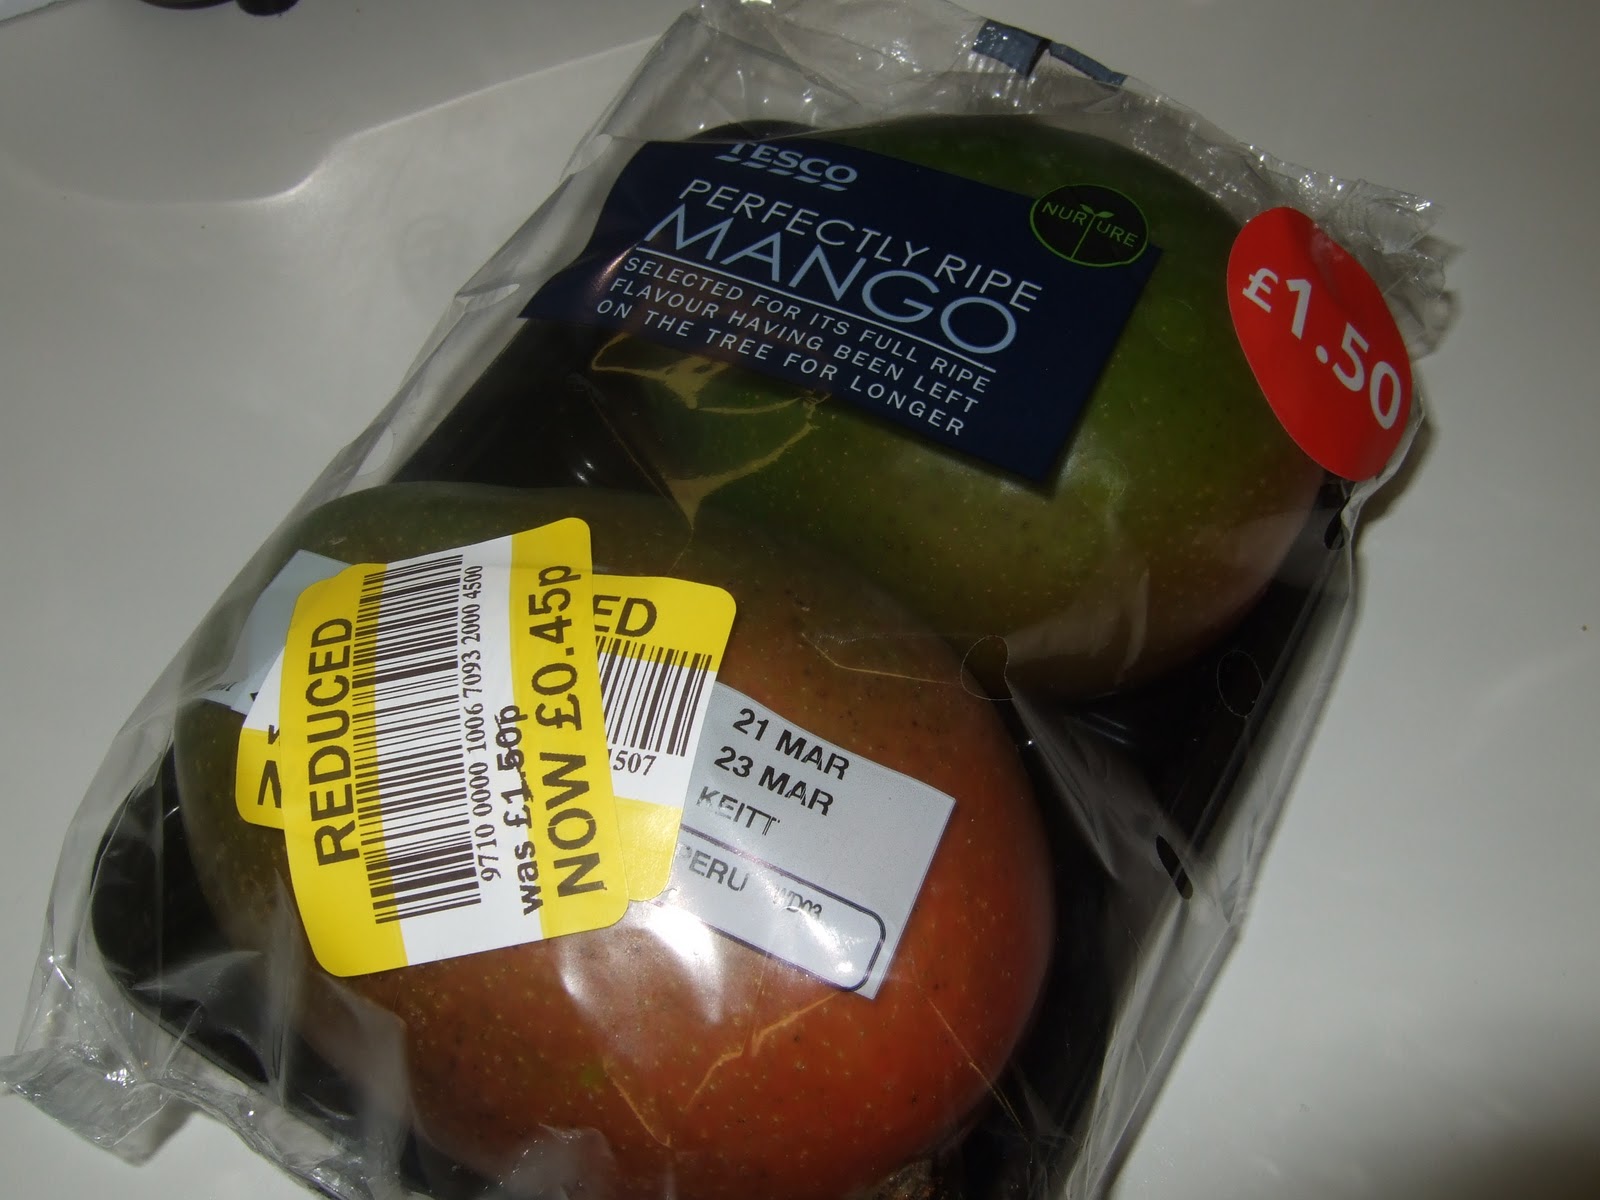 TESCO
PERFECTLY RIPE
MANGO
SELECTED FOR ITS FULL RIPE
FLAVOUR HAVING BEEN LEFT
ON THE TREE FOR LONGER
NURTURE
£1.50
REDUCED
9710 0000 1006 7093 2000 4500
was £1.50p
NOW £0.45p
ED
1507
21 MAR
23 MAR
KEITT
PERU WD03